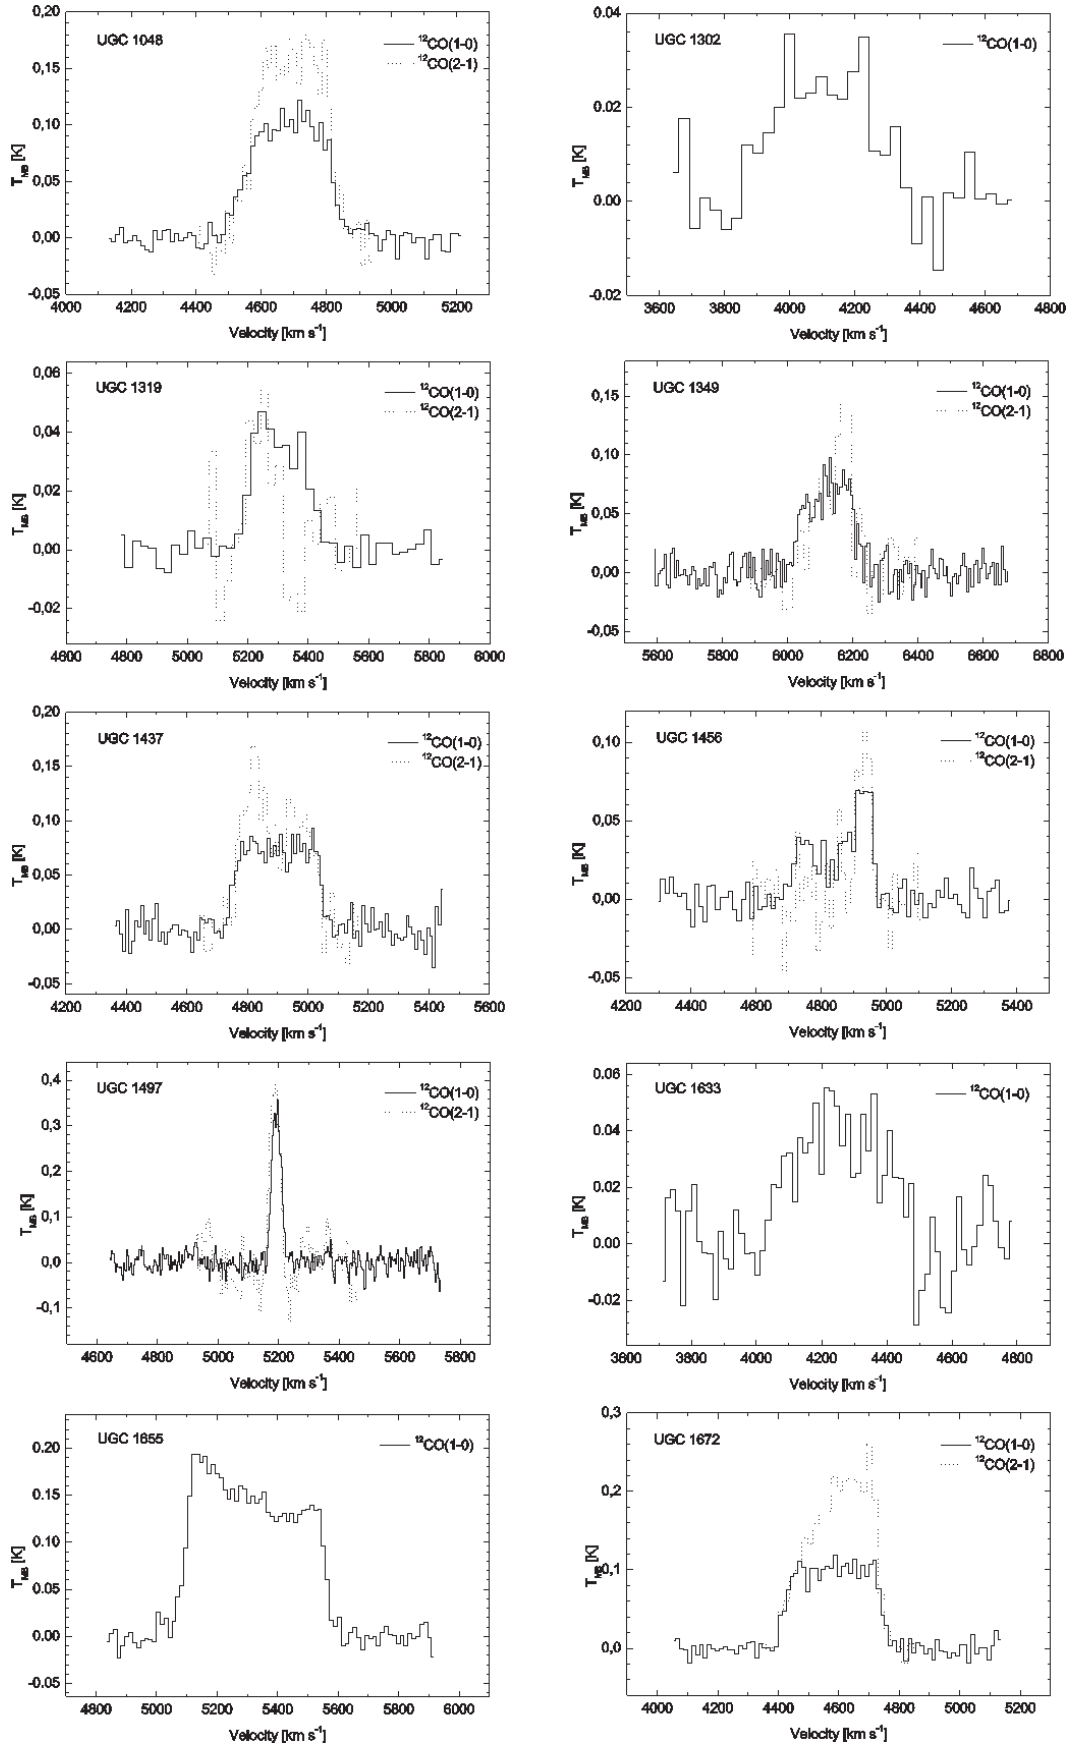 UGC 1048
¹²CO(1-0)
¹²CO(2-1)
0,20
0,15
0,10
0,05
0,00
-0,05
T_MB [K]
4000 4200 4400 4600 4800 5000 5200
Velocity [km s⁻¹]
UGC 1302
¹²CO(1-0)
0.04
0.02
0.00
-0.02
T_MB [K]
3600 3800 4000 4200 4400 4600 4800
Velocity [km s⁻¹]
UGC 1319
¹²CO(1-0)
¹²CO(2-1)
0,06
0,04
0,02
0,00
-0,02
T_MB [K]
4600 4800 5000 5200 5400 5600 5800 6000
Velocity [km s⁻¹]
UGC 1349
¹²CO(1-0)
¹²CO(2-1)
0,15
0,10
0,05
0,00
-0,05
T_MB [K]
5600 5800 6000 6200 6400 6600 6800
Velocity [km s⁻¹]
UGC 1437
¹²CO(1-0)
¹²CO(2-1)
0,20
0,15
0,10
0,05
0,00
-0,05
T_MB [K]
4200 4400 4600 4800 5000 5200 5400 5600
Velocity [km s⁻¹]
UGC 1456
¹²CO(1-0)
¹²CO(2-1)
0,10
0,05
0,00
-0,05
T_MB [K]
4200 4400 4600 4800 5000 5200 5400
Velocity [km s⁻¹]
UGC 1497
¹²CO(1-0)
¹²CO(2-1)
0,4
0,3
0,2
0,1
0,0
-0,1
T_MB [K]
4600 4800 5000 5200 5400 5600 5800
Velocity [km s⁻¹]
UGC 1633
¹²CO(1-0)
0.06
0.04
0.02
0.00
-0.02
T_MB [K]
3600 3800 4000 4200 4400 4600 4800
Velocity [km s⁻¹]
UGC 1655
¹²CO(1-0)
0.20
0.15
0.10
0.05
0.00
-0.05
T_MB [K]
4800 5000 5200 5400 5600 5800 6000
Velocity [km s⁻¹]
UGC 1672
¹²CO(1-0)
¹²CO(2-1)
0,3
0,2
0,1
0,0
T_MB [K]
4000 4200 4400 4600 4800 5000 5200
Velocity [km s⁻¹]